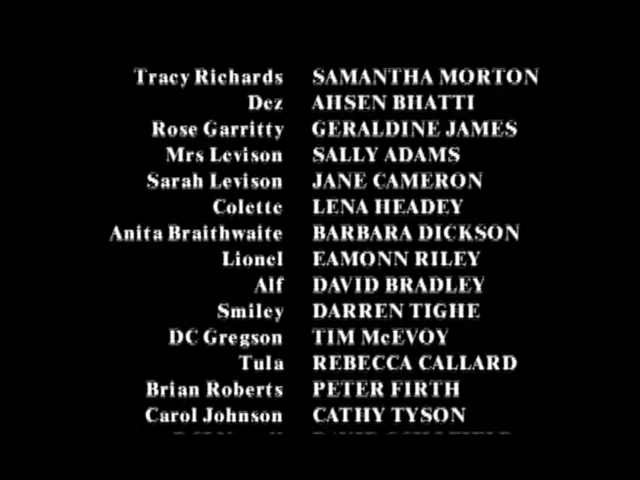 Tracy Richards SAMANTHA MORTON
Dez AHSEN BHATTI
Rose Garritty GERALDINE JAMES
Mrs Levison SALLY ADAMS
Sarah Levison JANE CAMERON
Colette LENA HEADEY
Anita Braithwaite BARBARA DICKSON
Lionel EAMONN RILEY
Alf DAVID BRADLEY
Smiley DARREN TIGHE
DC Gregson TIM McEVOY
Tula REBECCA CALLARD
Brian Roberts PETER FIRTH
Carol Johnson CATHY TYSON